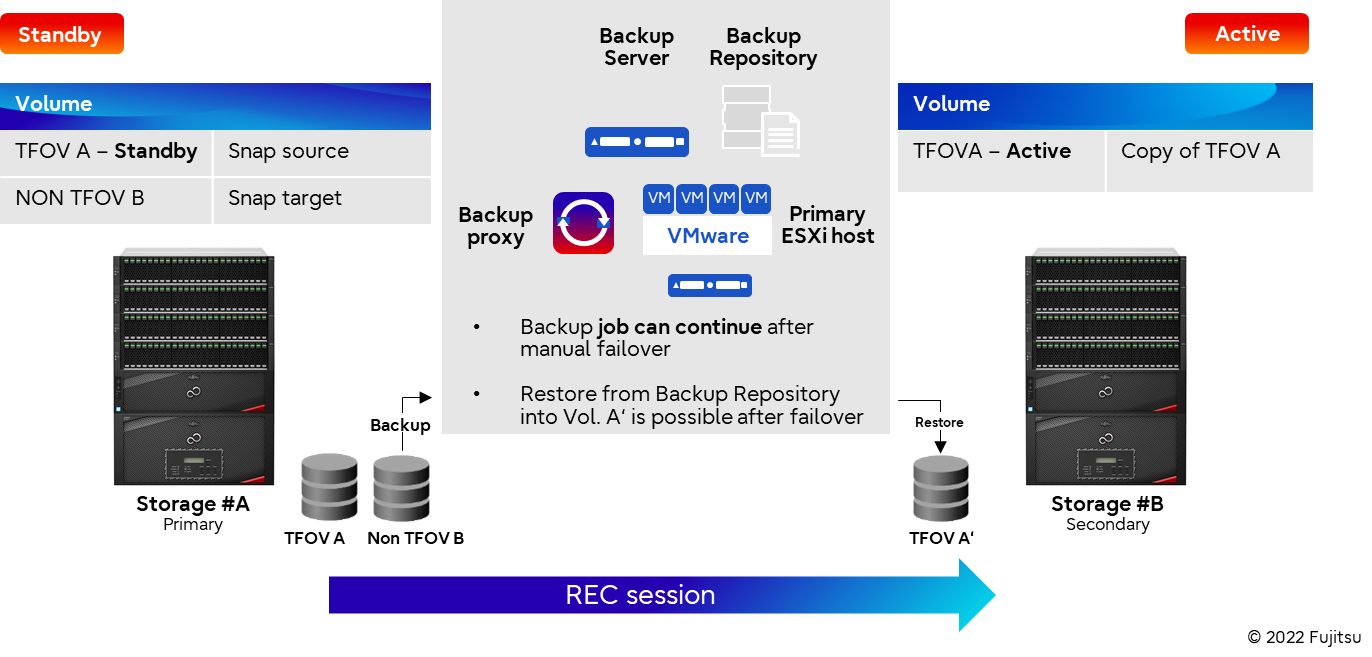 Standby
Volume
TFOV A – Standby
Snap source
NON TFOV B
Snap target
Backup
Server
Backup
Repository
Backup
proxy
VM VM VM VM
VMware
Primary
ESXi host
• Backup job can continue after
manual failover
• Restore from Backup Repository
into Vol. A‘ is possible after failover
Active
Volume
TFOVA – Active
Copy of TFOV A
Backup
Restore
Storage #A
Primary
TFOV A
Non TFOV B
TFOV A‘
Storage #B
Secondary
REC session
© 2022 Fujitsu